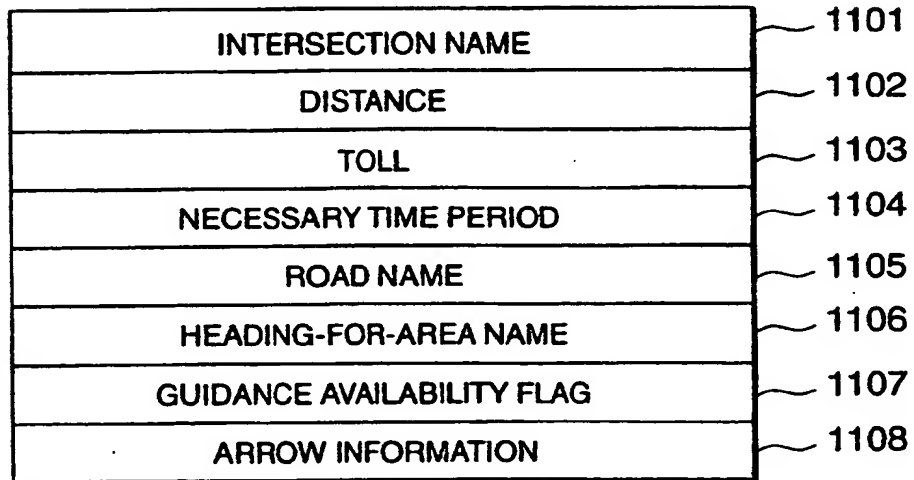 INTERSECTION NAME 1101
DISTANCE 1102
TOLL 1103
NECESSARY TIME PERIOD 1104
ROAD NAME 1105
HEADING-FOR-AREA NAME 1106
GUIDANCE AVAILABILITY FLAG 1107
ARROW INFORMATION 1108